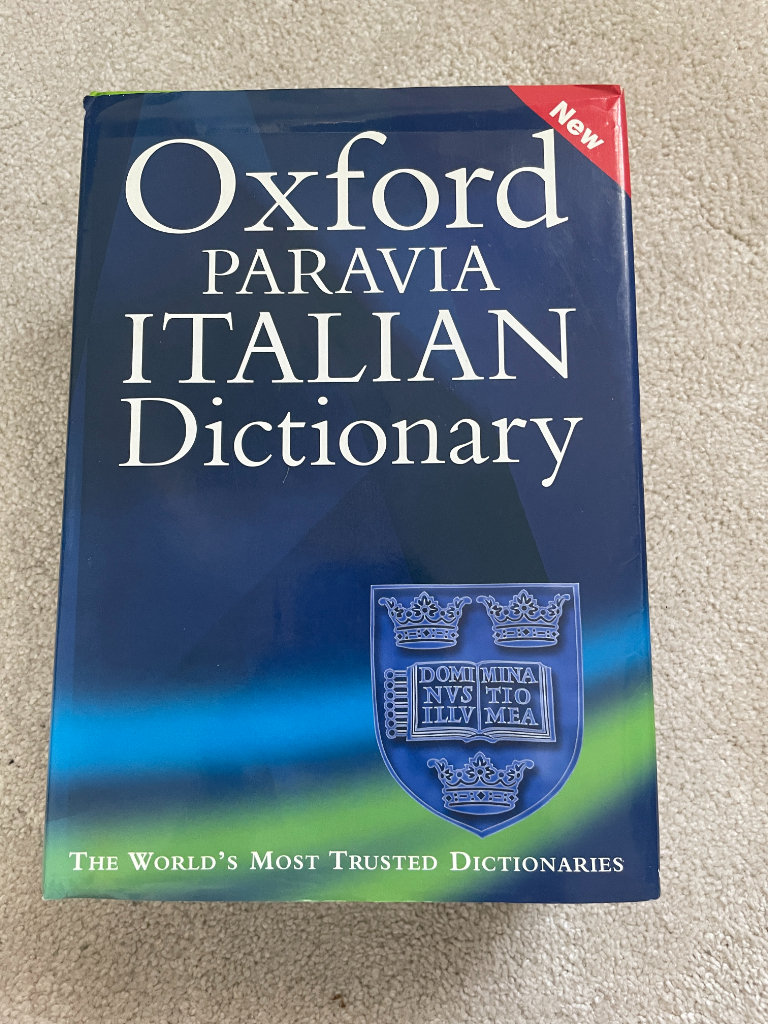 New
Oxford
PARAVIA
ITALIAN
Dictionary
DOMI MINA
NVS TIO
ILLV MEA
THE WORLD'S MOST TRUSTED DICTIONARIES